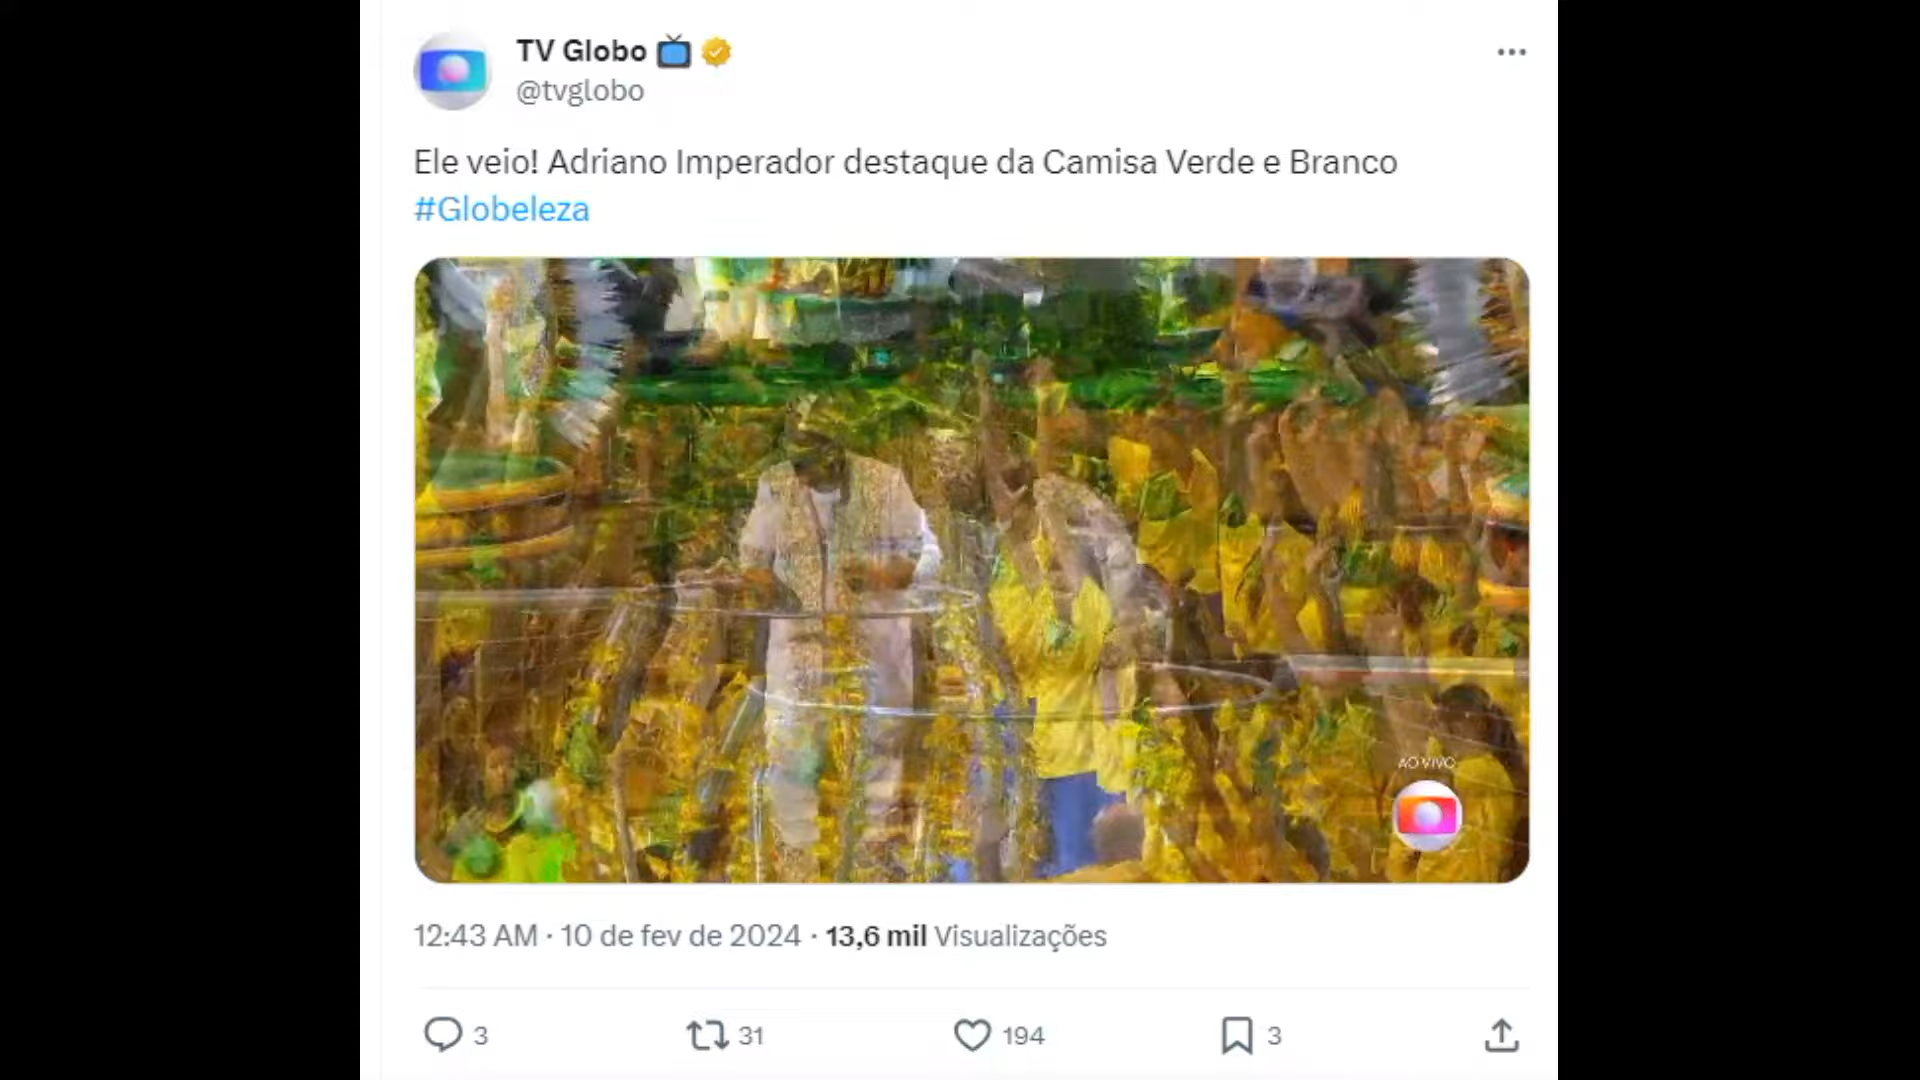 TV Globo
@tvglobo
Ele veio! Adriano Imperador destaque da Camisa Verde e Branco
#Globeleza
AO VIVO
12:43 AM · 10 de fev de 2024 · 13,6 mil Visualizações
3 31 194 3